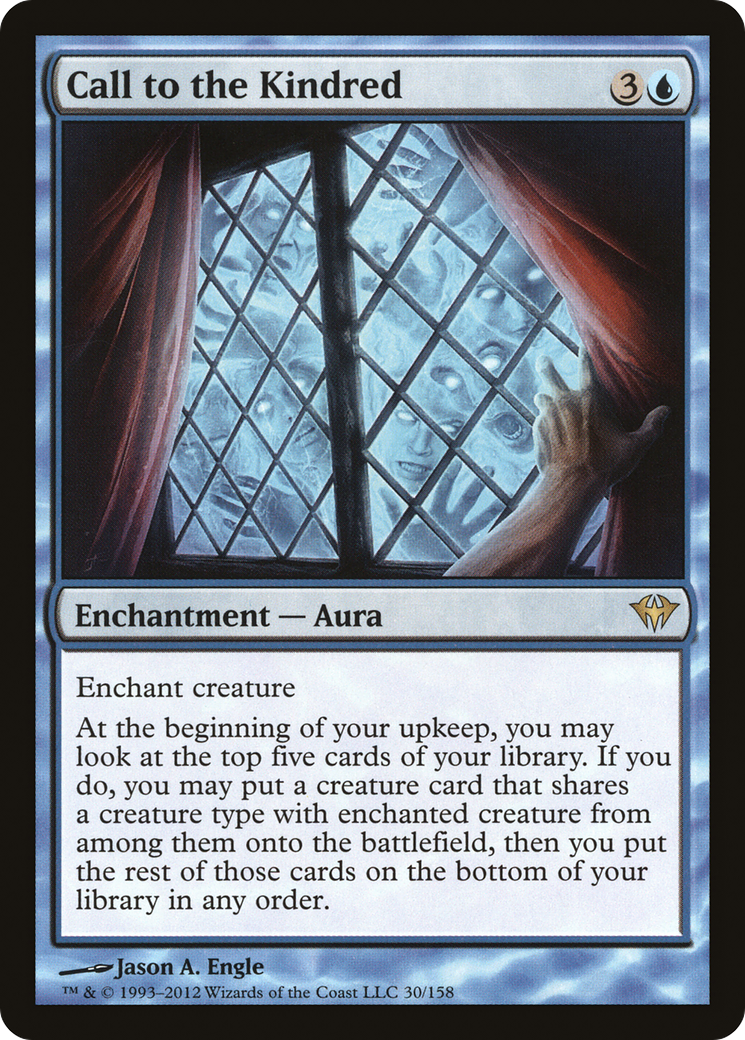 Call to the Kindred 3
Enchantment — Aura
Enchant creature
At the beginning of your upkeep, you may
look at the top five cards of your library. If you
do, you may put a creature card that shares
a creature type with enchanted creature from
among them onto the battlefield, then you put
the rest of those cards on the bottom of your
library in any order.
Jason A. Engle
™ & © 1993–2012 Wizards of the Coast LLC 30/158